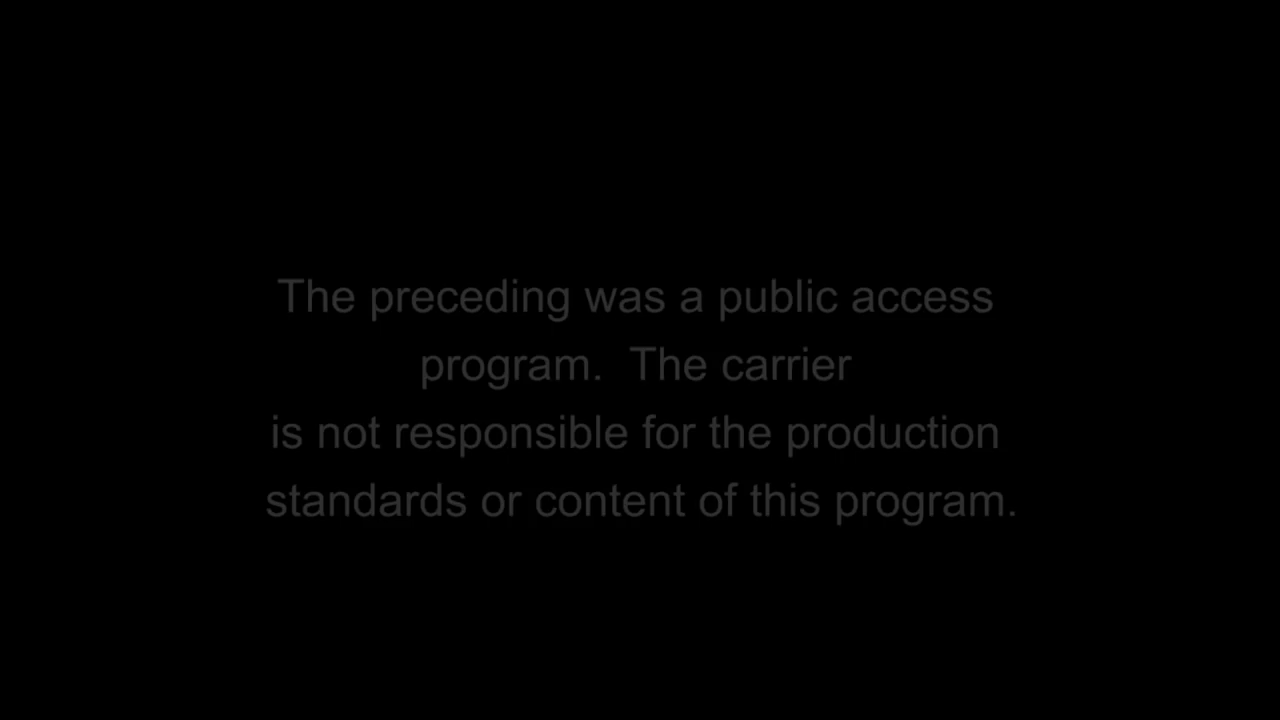 The preceding was a public access
program.  The carrier
is not responsible for the production
standards or content of this program.